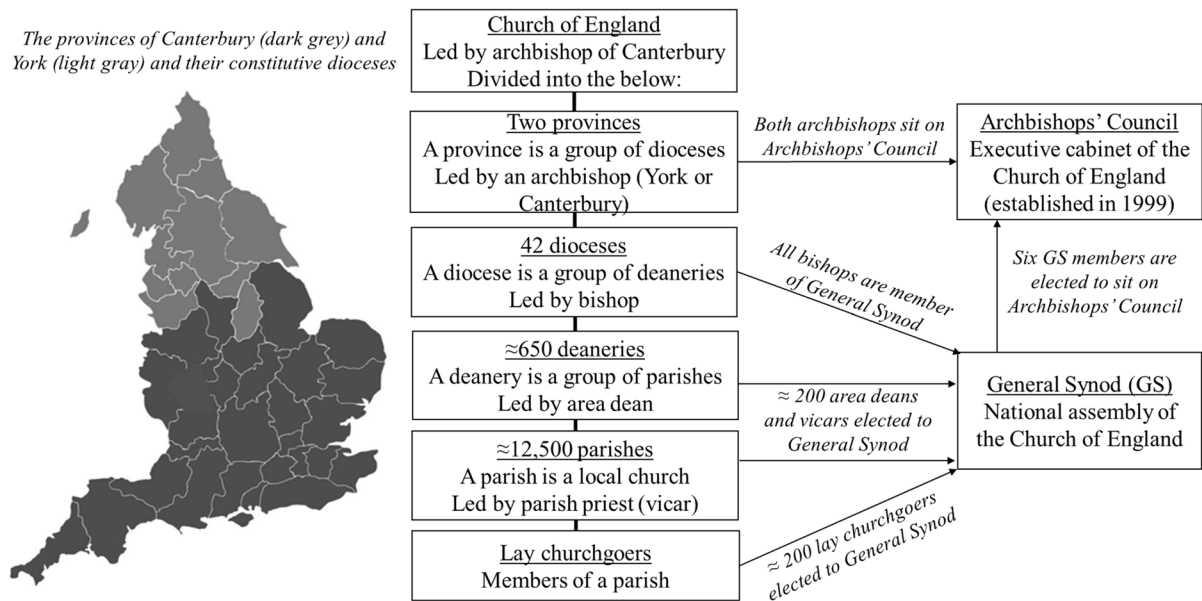 The provinces of Canterbury (dark grey) and
York (light gray) and their constitutive dioceses
Church of England
Led by archbishop of Canterbury
Divided into the below:
Two provinces
A province is a group of dioceses
Led by an archbishop (York or
Canterbury)
Both archbishops sit on
Archbishops’ Council
Archbishops’ Council
Executive cabinet of the
Church of England
(established in 1999)
42 dioceses
A diocese is a group of deaneries
Led by bishop
All bishops are member
of General Synod
Six GS members are
elected to sit on
Archbishops’ Council
≈650 deaneries
A deanery is a group of parishes
Led by area dean
≈ 200 area deans
and vicars elected to
General Synod
General Synod (GS)
National assembly of
the Church of England
≈12,500 parishes
A parish is a local church
Led by parish priest (vicar)
Lay churchgoers
Members of a parish
≈ 200 lay churchgoers
elected to General Synod